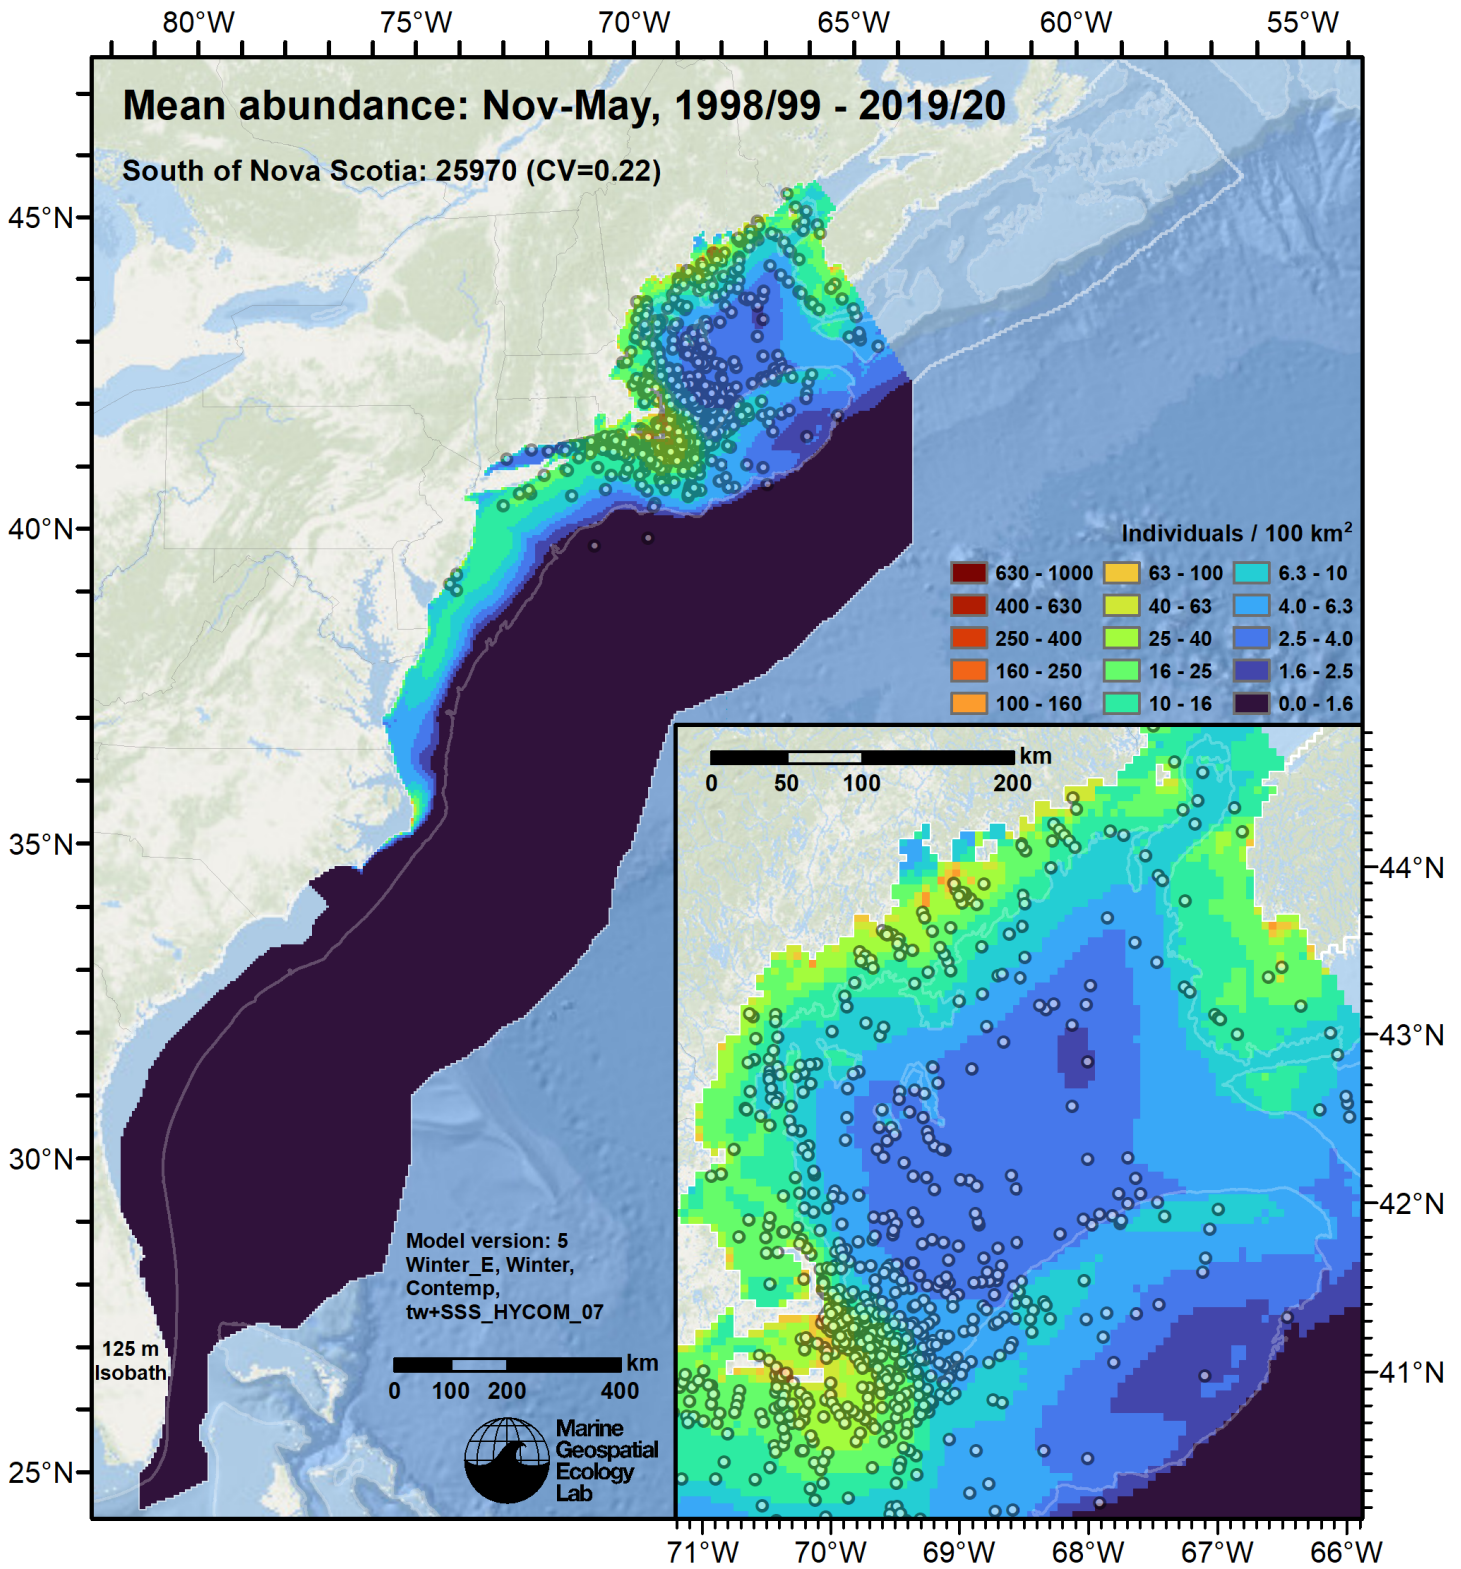 80°W 75°W 70°W 65°W 60°W 55°W
Mean abundance: Nov-May, 1998/99 - 2019/20
South of Nova Scotia: 25970 (CV=0.22)
45°N
40°N
35°N
30°N
25°N
Individuals / 100 km²
630 - 1000 63 - 100 6.3 - 10
400 - 630 40 - 63 4.0 - 6.3
250 - 400 25 - 40 2.5 - 4.0
160 - 250 16 - 25 1.6 - 2.5
100 - 160 10 - 16 0.0 - 1.6
km
0 50 100 200
44°N
43°N
42°N
41°N
Model version: 5
Winter_E, Winter,
Contemp,
tw+SSS_HYCOM_07
125 m
Isobath
km
0 100 200 400
Marine
Geospatial
Ecology
Lab
71°W 70°W 69°W 68°W 67°W 66°W